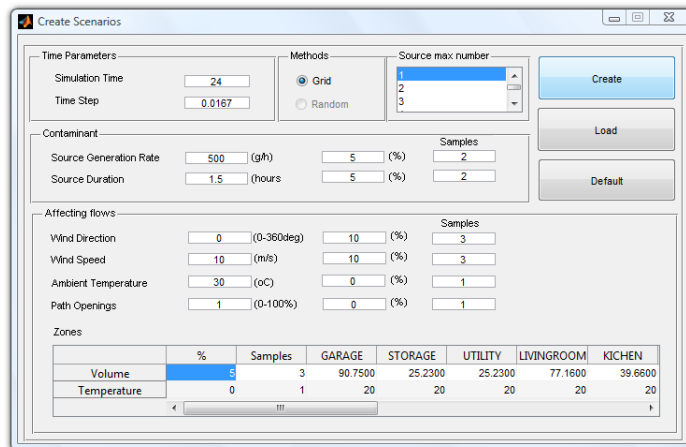 Create Scenarios
Time Parameters
Simulation Time 24
Time Step 0.0167
Methods
Grid
Random
Source max number
1
2
3
Create
Load
Default
Contaminant
Samples
Source Generation Rate 500 (g/h) 5 (%) 2
Source Duration 1.5 (hours 5 (%) 2
Affecting flows
Samples
Wind Direction 0 (0-360deg) 10 (%) 3
Wind Speed 10 (m/s) 10 (%) 3
Ambient Temperature 30 (oC) 0 (%) 1
Path Openings 1 (0-100%) 0 (%) 1
Zones
% Samples GARAGE STORAGE UTILITY LIVINGROOM KICHEN
Volume 5 3 90.7500 25.2300 25.2300 77.1600 39.6600
Temperature 0 1 20 20 20 20 20